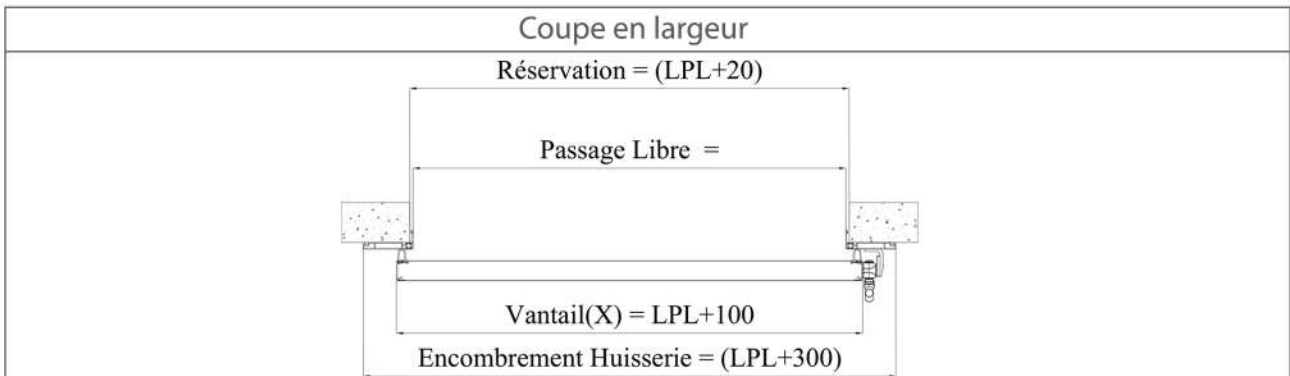 Coupe en largeur
Réservation = (LPL+20)
Passage Libre =
Vantail(X) = LPL+100
Encombrement Huisserie = (LPL+300)